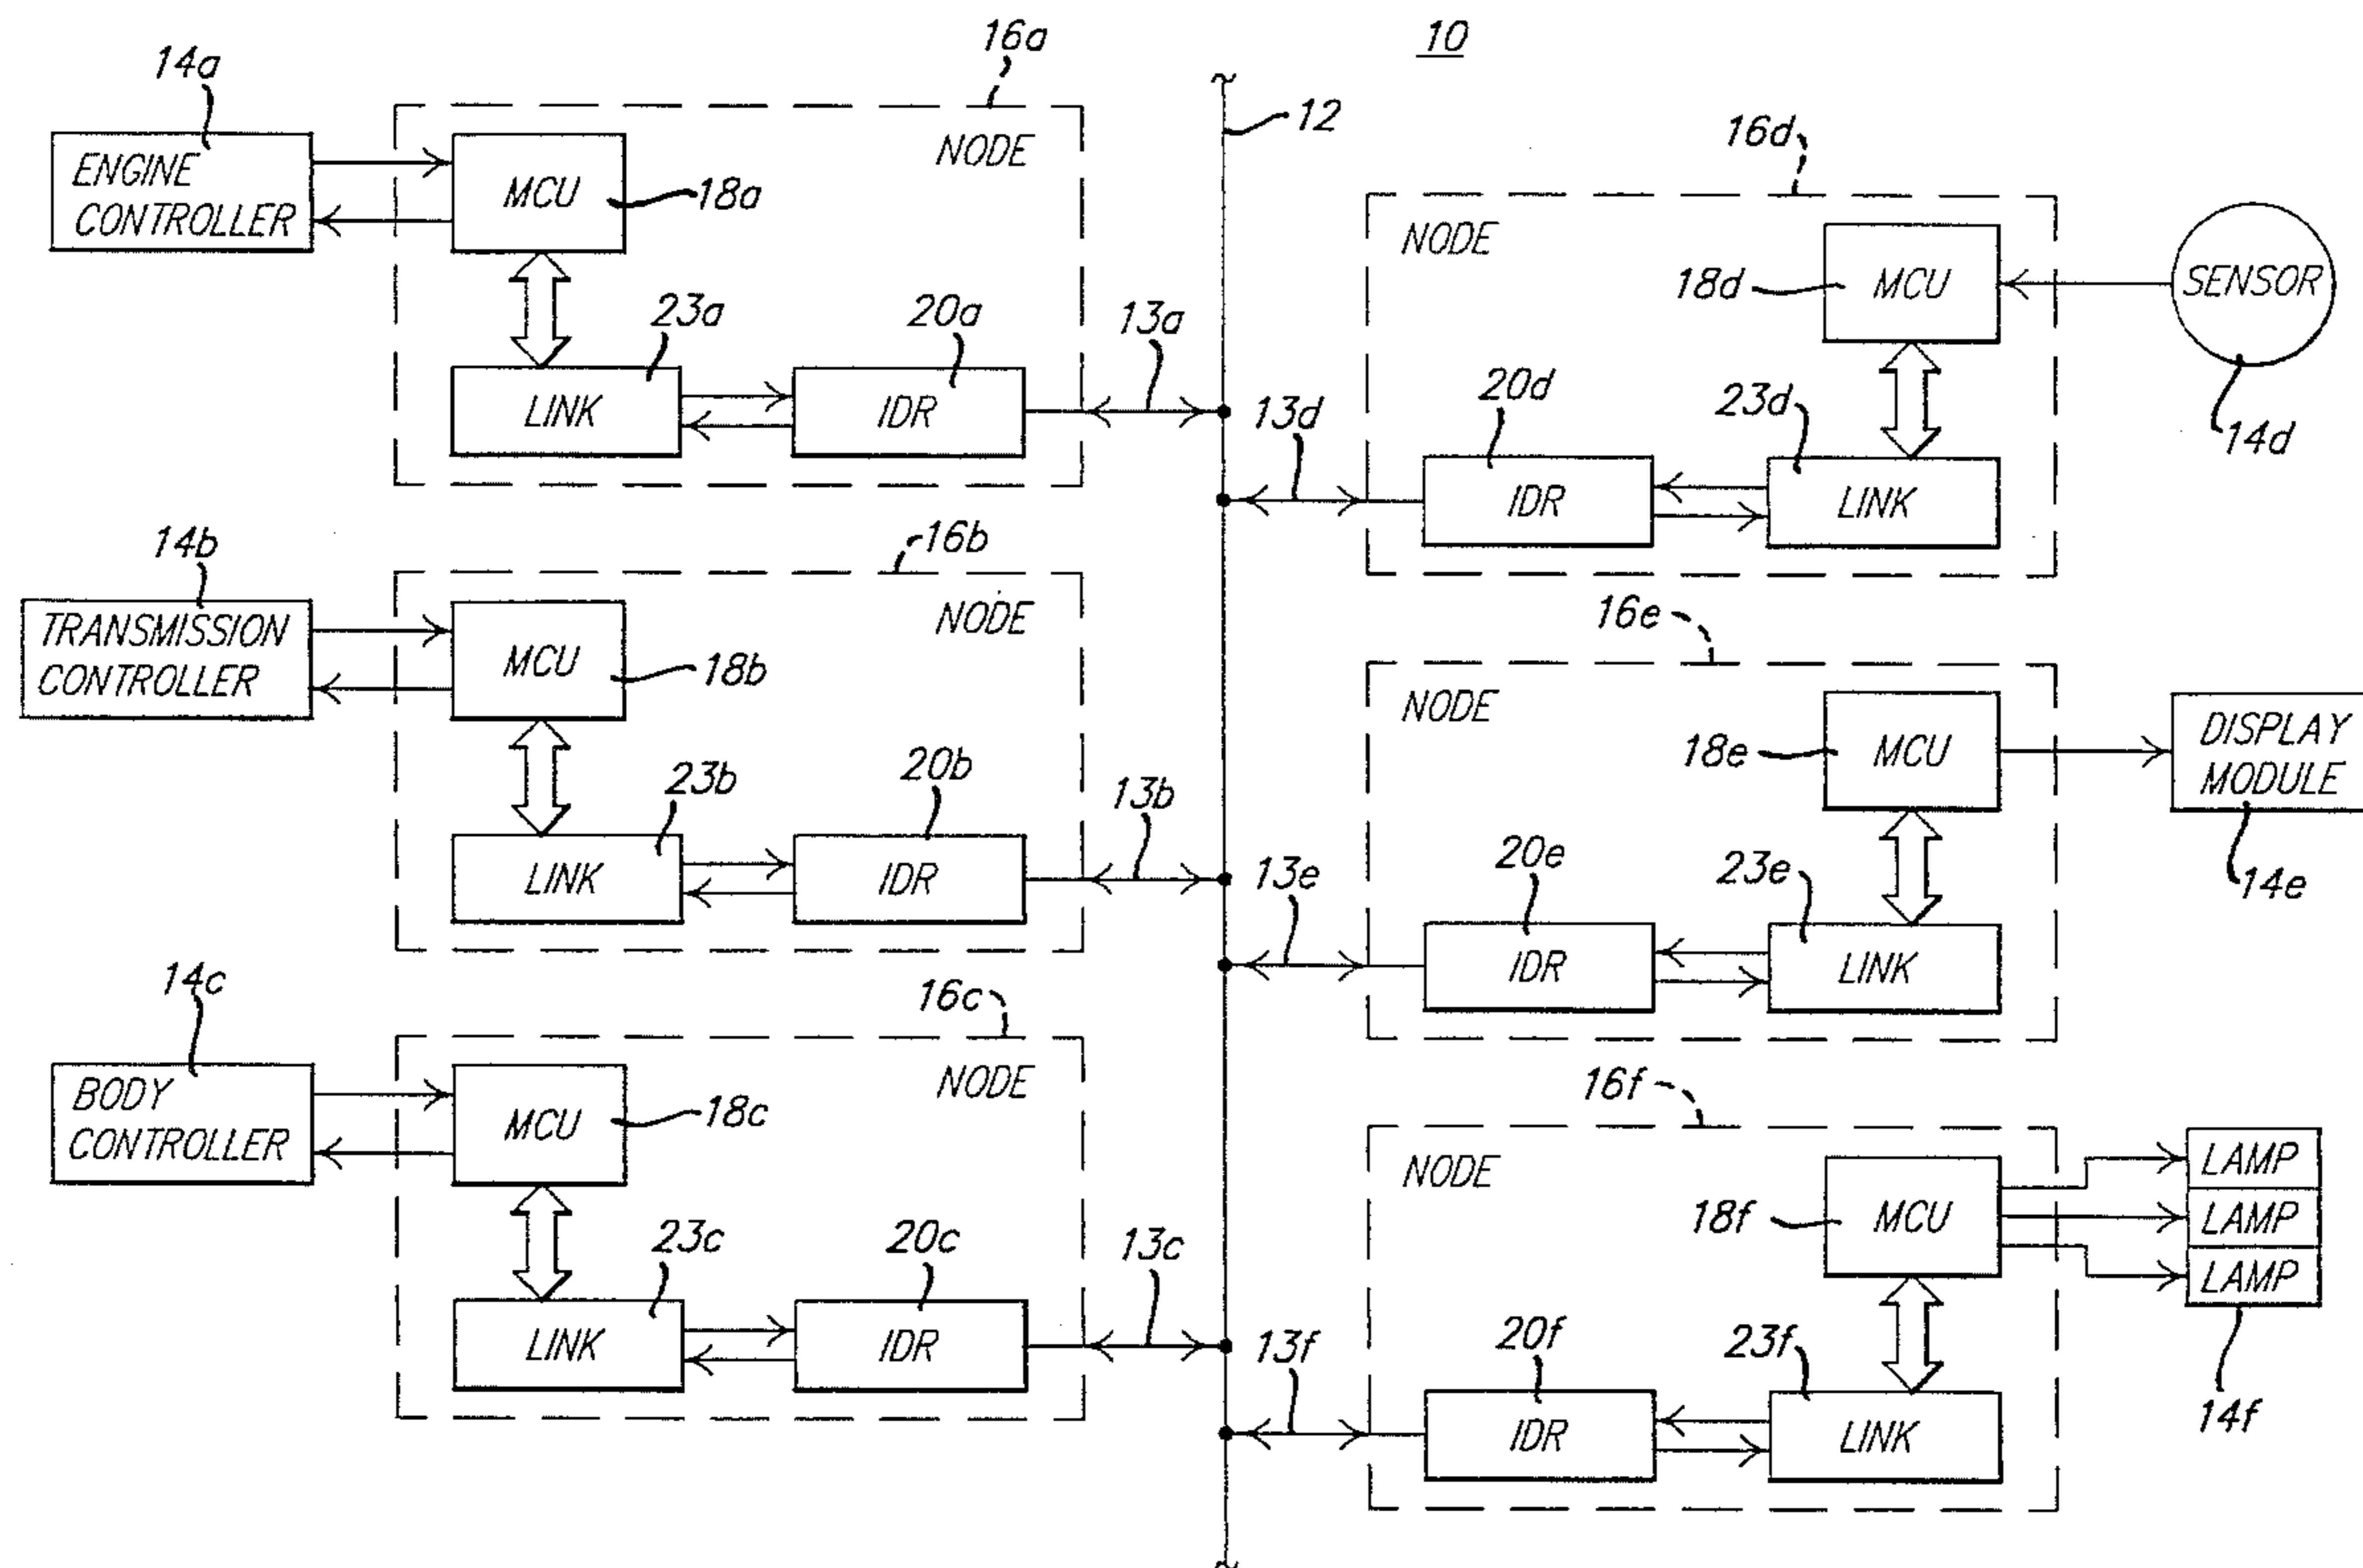 10
12
14a
ENGINE
CONTROLLER
16a
NODE
MCU
18a
23a
LINK
20a
IDR
13a
14b
TRANSMISSION
CONTROLLER
16b
NODE
MCU
18b
23b
LINK
20b
IDR
13b
14c
BODY
CONTROLLER
16c
NODE
MCU
18c
23c
LINK
20c
IDR
13c
16d
NODE
18d
MCU
SENSOR
14d
13d
20d
IDR
23d
LINK
16e
NODE
18e
MCU
DISPLAY
MODULE
14e
13e
20e
IDR
23e
LINK
16f
NODE
18f
MCU
LAMP
LAMP
LAMP
14f
13f
20f
IDR
23f
LINK